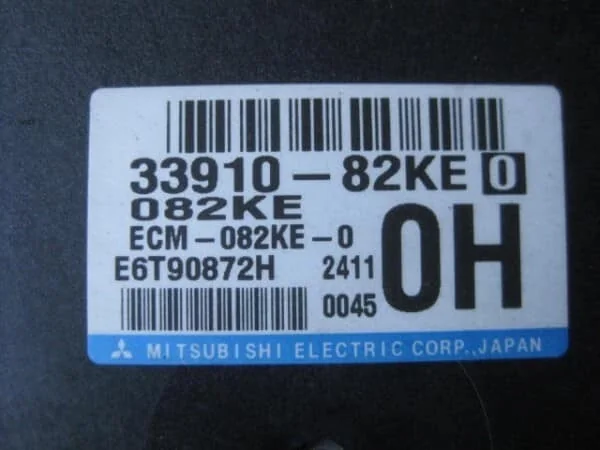 33910-82KE 0
082KE
ECM-082KE-0
E6T90872H 2411
0045
0H
MITSUBISHI ELECTRIC CORP., JAPAN